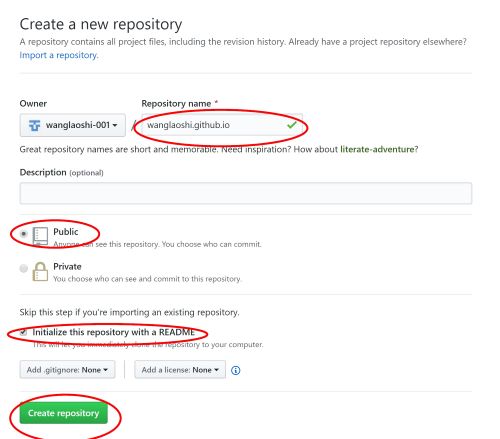 Create a new repository
A repository contains all project files, including the revision history. Already have a project repository elsewhere?
Import a repository.
Owner
Repository name *
wanglaoshi-001
/
wanglaoshi.github.io
Great repository names are short and memorable. Need inspiration? How about literate-adventure?
Description (optional)
Public
Anyone can see this repository. You choose who can commit.
Private
You choose who can see and commit to this repository.
Skip this step if you're importing an existing repository.
Initialize this repository with a README
This will let you immediately clone the repository to your computer.
Add .gitignore: None
Add a license: None
Create repository